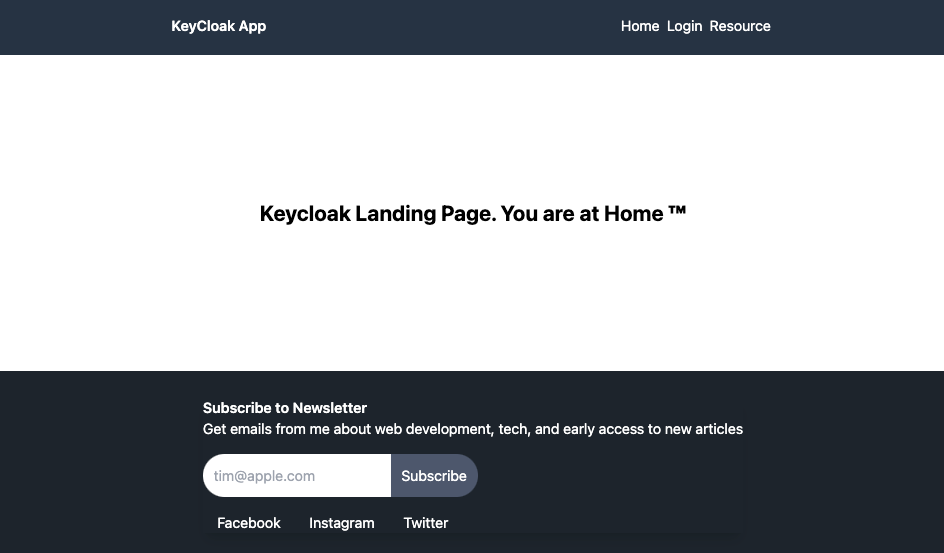 KeyCloak App
Home Login Resource
Keycloak Landing Page. You are at Home ™
Subscribe to Newsletter
Get emails from me about web development, tech, and early access to new articles
tim@apple.com Subscribe
Facebook Instagram Twitter